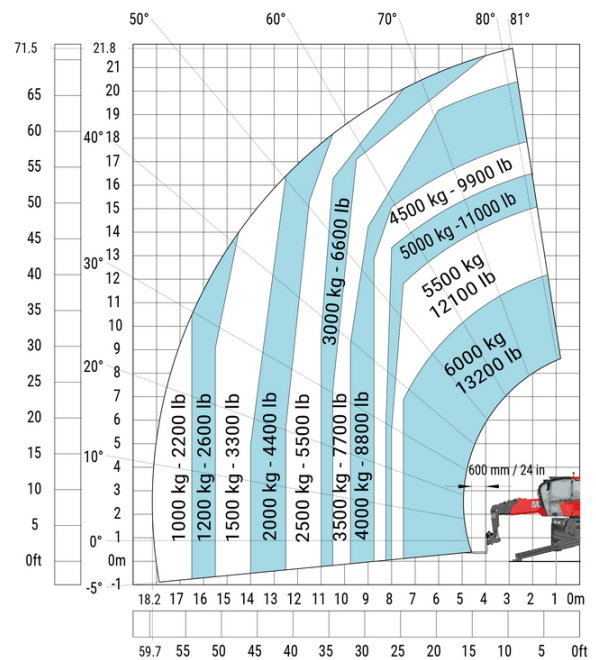 50° 60° 70° 80° 81°
71.5 21.8
21
65 20
19
60 40° 18
55 17
16
50 15
45 14
13
40 30° 12
35 11
10
30 9
25 20° 8
7
20 6
5
15 10° 4
10 3
2
5 0° 1
0ft 0m
-5° -1
4500 kg - 9900 lb
5000 kg -11000 lb
5500 kg
12100 lb
6000 kg
13200 lb
3000 kg - 6600 lb
1000 kg - 2200 lb
1200 kg - 2600 lb
1500 kg - 3300 lb
2000 kg - 4400 lb
2500 kg - 5500 lb
3500 kg - 7700 lb
4000 kg - 8800 lb
600 mm / 24 in
18.2 17 16 15 14 13 12 11 10 9 8 7 6 5 4 3 2 1 0m
59.7 55 50 45 40 35 30 25 20 15 10 5 0ft